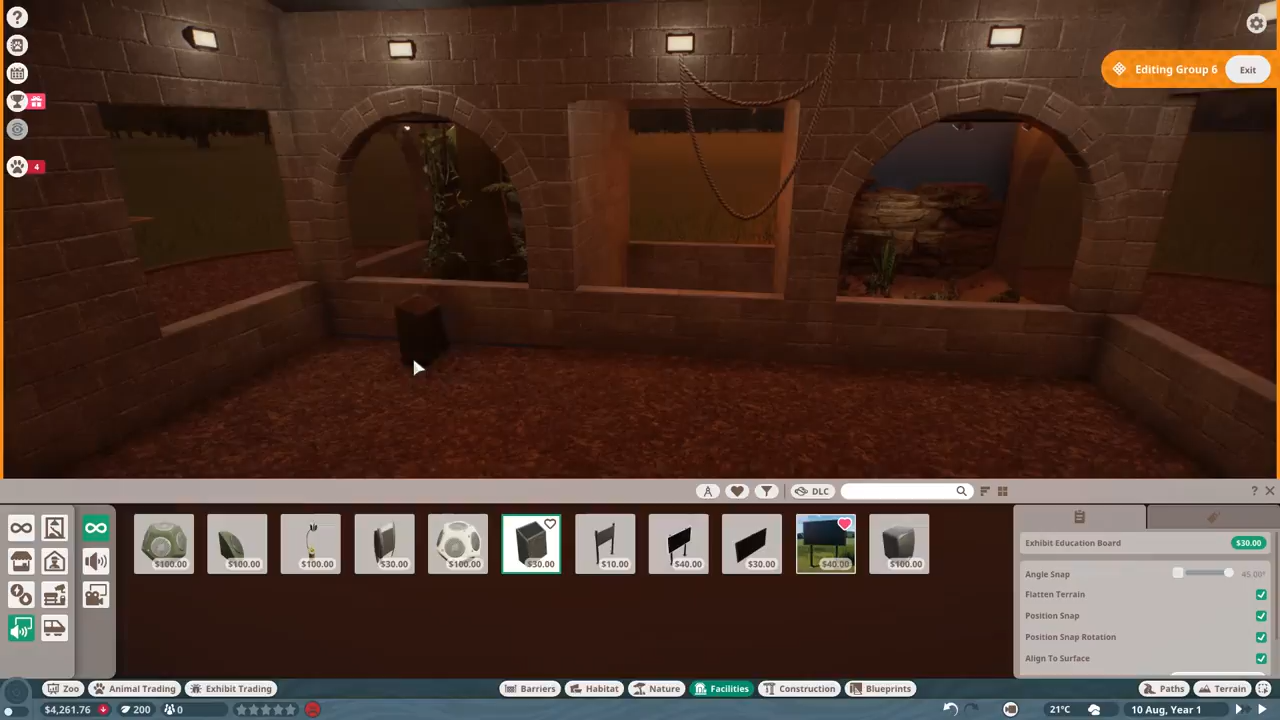 ?
Editing Group 6
Exit
4
DLC
? ×
$100.00
$100.00
$100.00
$30.00
$100.00
$30.00
$10.00
$40.00
$30.00
$40.00
$100.00
Exhibit Education Board
$30.00
Angle Snap
45.00°
Flatten Terrain
Position Snap
Position Snap Rotation
Align To Surface
Zoo
Animal Trading
Exhibit Trading
Barriers
Habitat
Nature
Facilities
Construction
Blueprints
Paths
Terrain
$4,261.76
200
0
21°C
10 Aug, Year 1